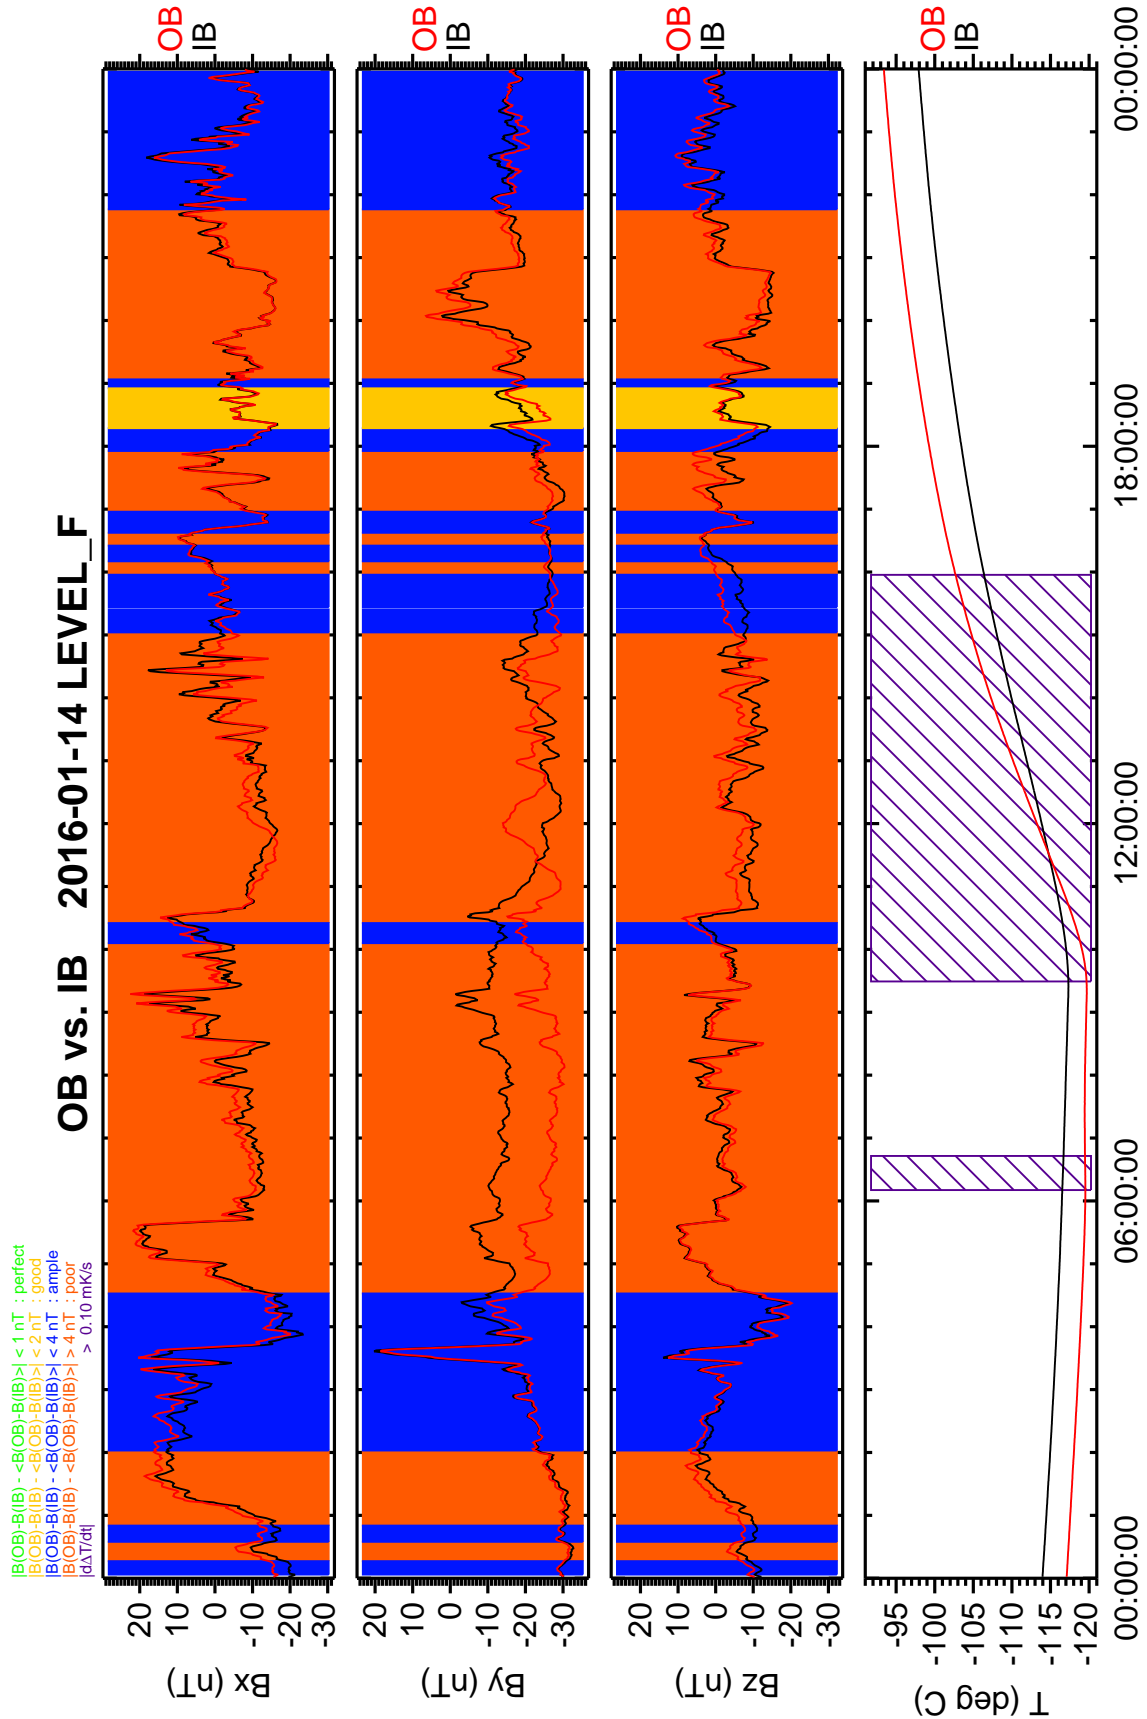 OB vs. IB 2016-01-14 LEVEL_F
|B(OB)-B(IB) - <B(OB)-B(IB)>| < 1 nT : perfect
|B(OB)-B(IB) - <B(OB)-B(IB)>| < 2 nT : good
|B(OB)-B(IB) - <B(OB)-B(IB)>| < 4 nT : ample
|B(OB)-B(IB) - <B(OB)-B(IB)>| > 4 nT : poor
|dΔT/dt| > 0.10 mK/s
Bx (nT)
20
10
0
-10
-20
-30
OB
IB
By (nT)
20
10
0
-10
-20
-30
OB
IB
Bz (nT)
20
10
0
-10
-20
-30
OB
IB
T (deg C)
-95
-100
-105
-110
-115
-120
OB
IB
00:00:00 06:00:00 12:00:00 18:00:00 00:00:00